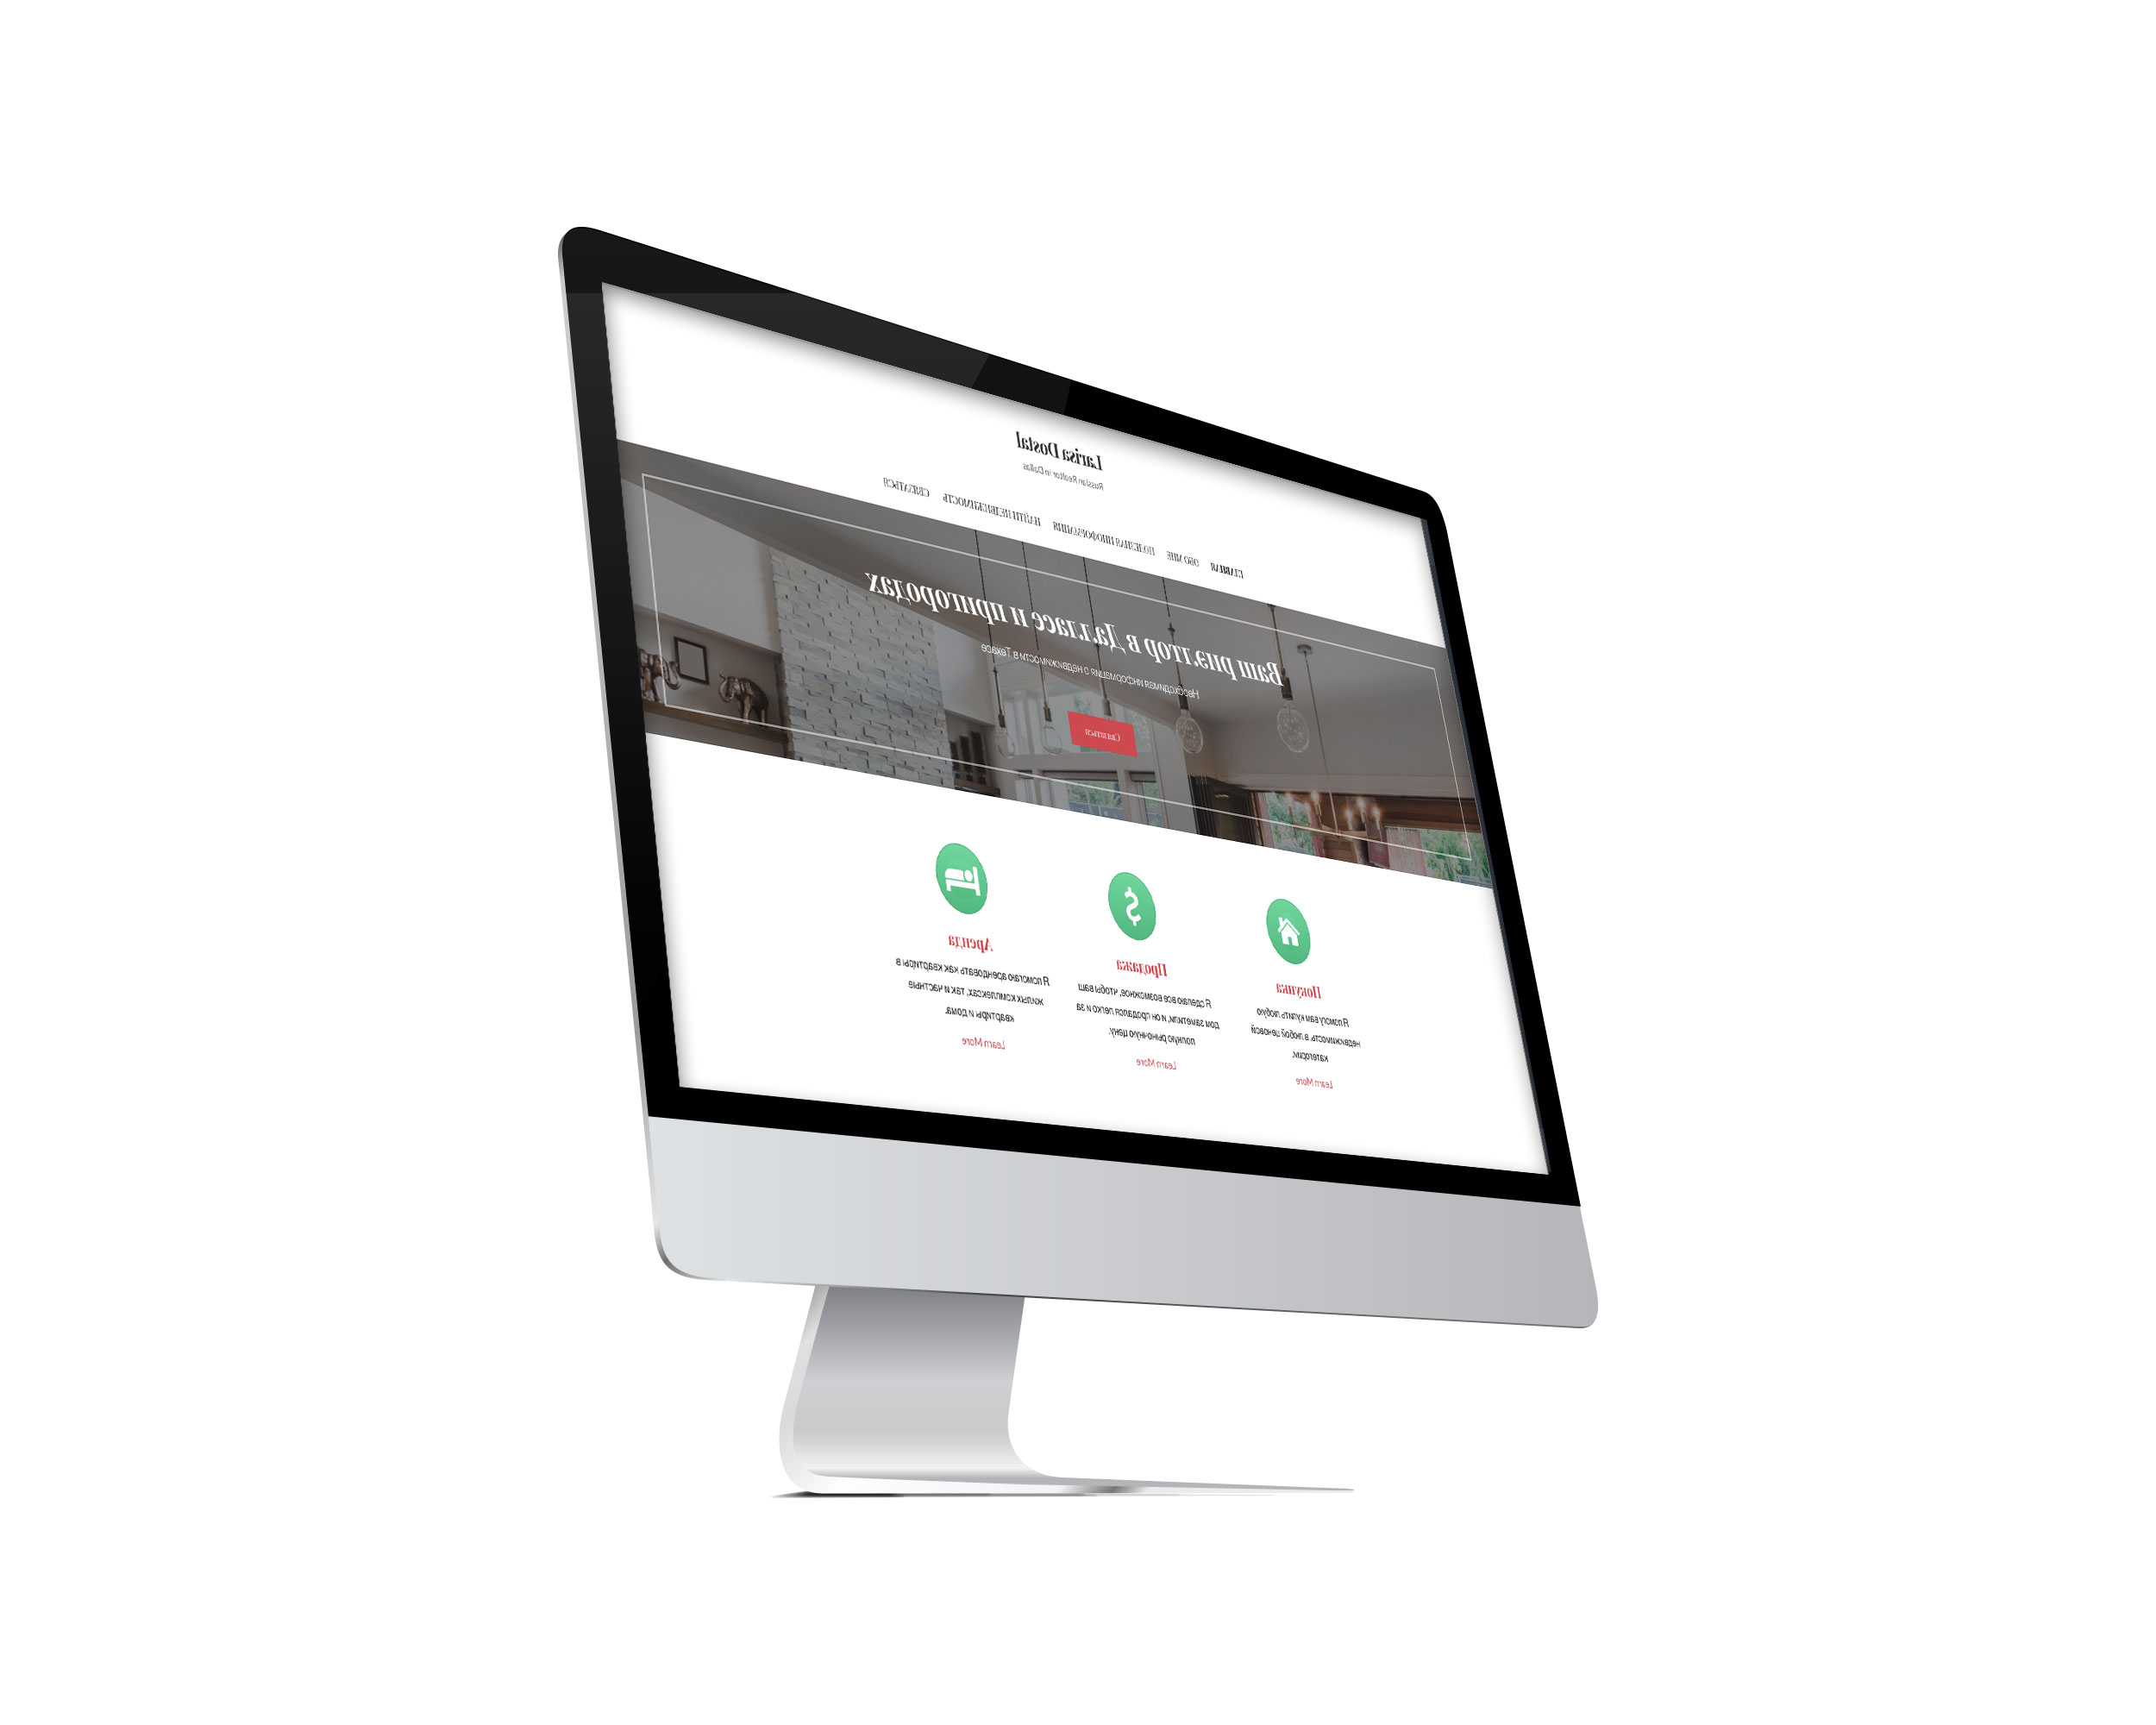 Larisa Dostal
Russian Realtor in Dallas
ГЛАВНАЯ ОБО МНЕ ПОЛЕЗНАЯ ИНФОРМАЦИЯ НАЙТИ НЕДВИЖИМОСТЬ СВЯЗАТЬСЯ
Ваш риэлтор в Далласе и пригородах
Необходимая информация о недвижимости в Техасе
Связаться
Покупка
Я помогу вам купить любую
недвижимость, в любой ценовой
категории.
Learn More
Продажа
Я сделаю все возможное, чтобы ваш
дом заметили, и он продался легко и за
полную рыночную цену.
Learn More
Аренда
Я помогаю арендовать как квартиры в
жилых комплексах, так и частные
квартиры и дома.
Learn More